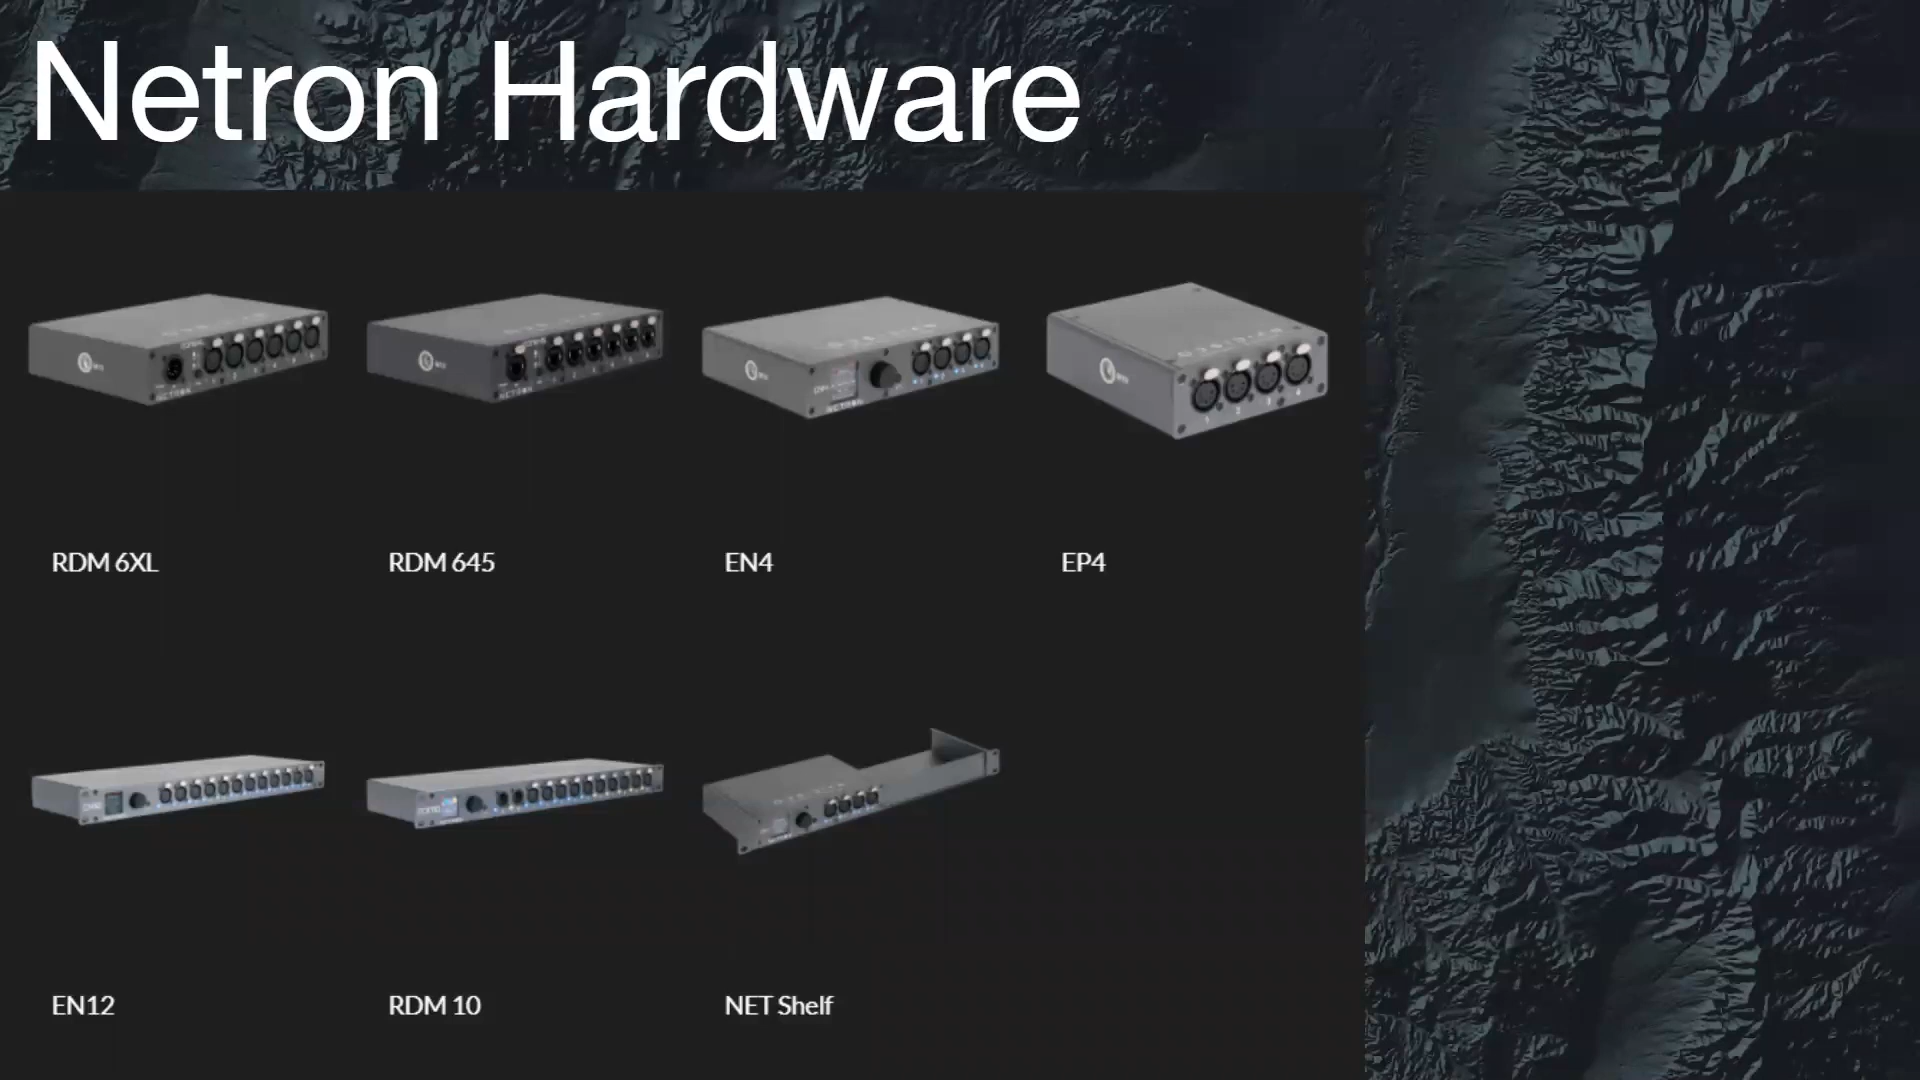 Netron Hardware
RDM 6XL
RDM 645
EN4
EP4
EN12
RDM 10
NET Shelf